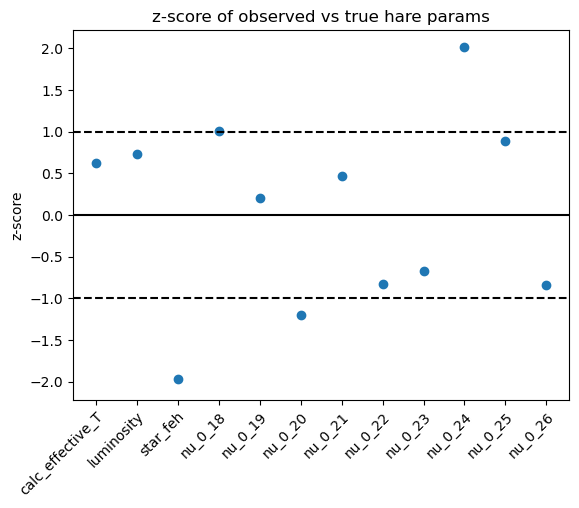 z-score of observed vs true hare params
z-score
2.0
1.5
1.0
0.5
0.0
−0.5
−1.0
−1.5
−2.0
calc_effective_T
luminosity
star_feh
nu_0_18
nu_0_19
nu_0_20
nu_0_21
nu_0_22
nu_0_23
nu_0_24
nu_0_25
nu_0_26